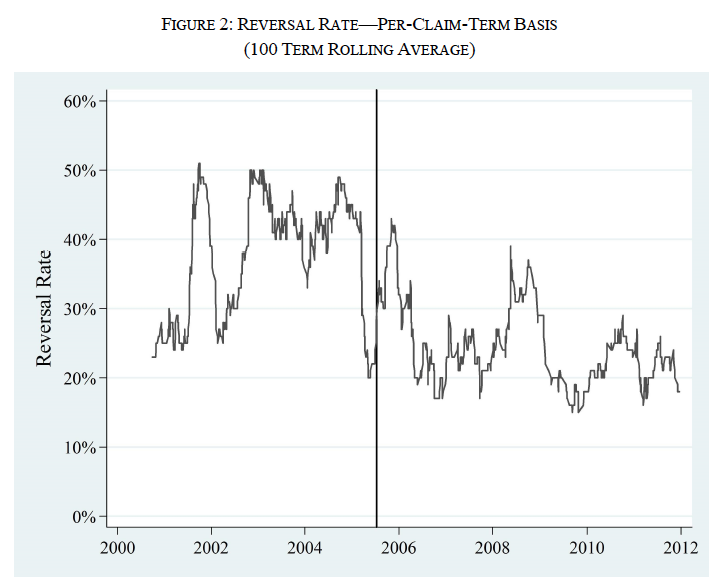 FIGURE 2: REVERSAL RATE—PER-CLAIM-TERM BASIS
(100 TERM ROLLING AVERAGE)
60%
50%
40%
30%
20%
10%
0%
Reversal Rate
2000 2002 2004 2006 2008 2010 2012